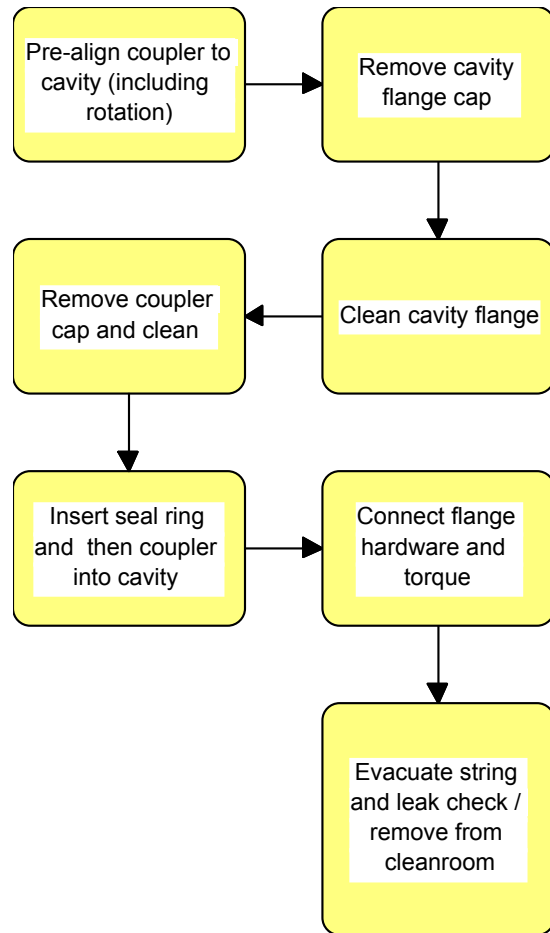 Pre-align coupler to
cavity (including
rotation)
Remove cavity
flange cap
Remove coupler
cap and clean
Clean cavity flange
Insert seal ring
and then coupler
into cavity
Connect flange
hardware and
torque
Evacuate string
and leak check /
remove from
cleanroom